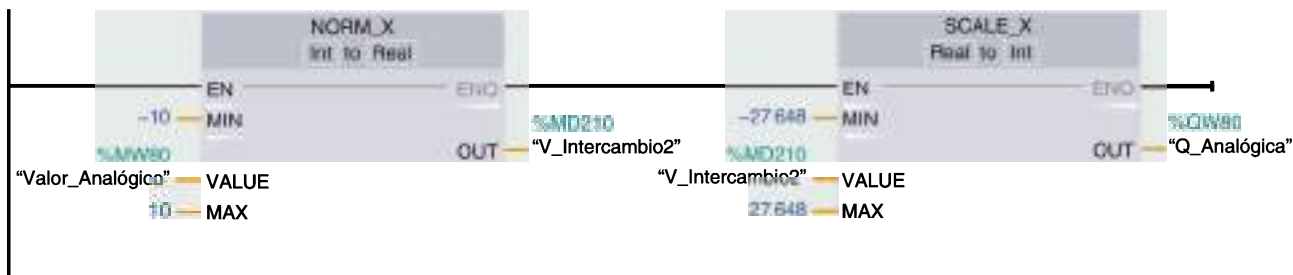 NORM_X
Int to Real
EN
ENO
-10
MIN
%MD210
%MW80
OUT
"V_Intercambio2"
"Valor_Analógico"
VALUE
10
MAX
SCALE_X
Real to Int
EN
ENO
-27648
MIN
%QW80
%MD210
OUT
"Q_Analógica"
"V_Intercambio2"
VALUE
27648
MAX